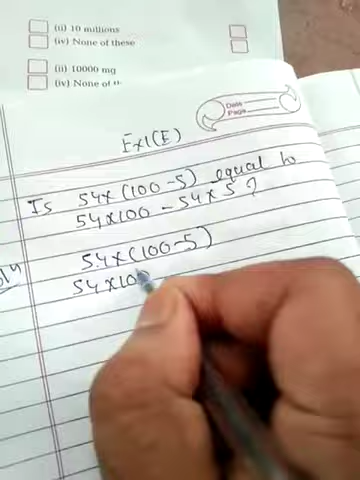 (ii) 10 millions
(iv) None of these
(ii) 10000 mg
(iv) None of
Date
Page
Ex1(E)
Is 54×(100-5) equal to
54×100 - 54×5?
54×(100-5)
54×100